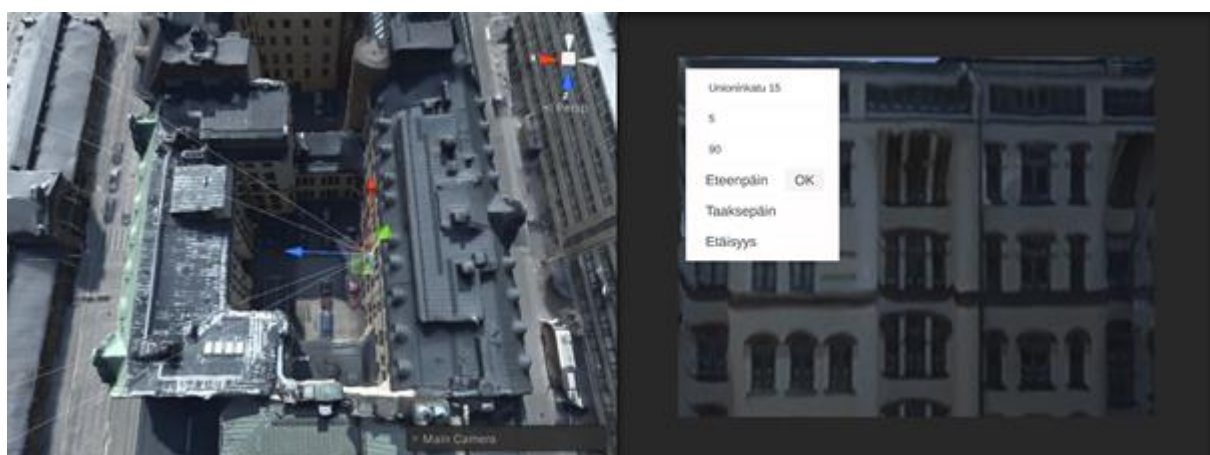 z
< Persp
Main Camera
Unioninkatu 15
5
90
Eteenpäin OK
Taaksepäin
Etäisyys